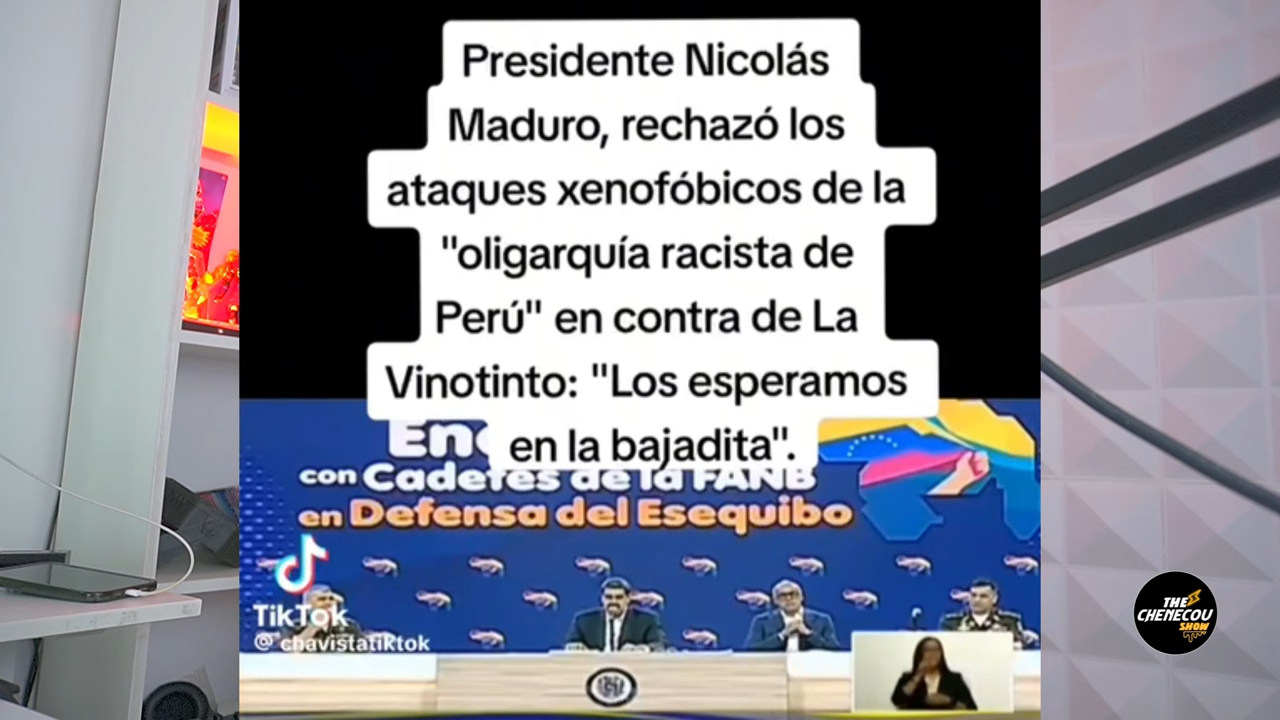 Presidente Nicolás
Maduro, rechazó los
ataques xenofóbicos de la
"oligarquía racista de
Perú" en contra de La
Vinotinto: "Los esperamos
en la bajadita".
con Cadetes de la FANB
en Defensa del Esequibo
TikTok
@chavistatiktok
THE
CHENECOU
SHOW